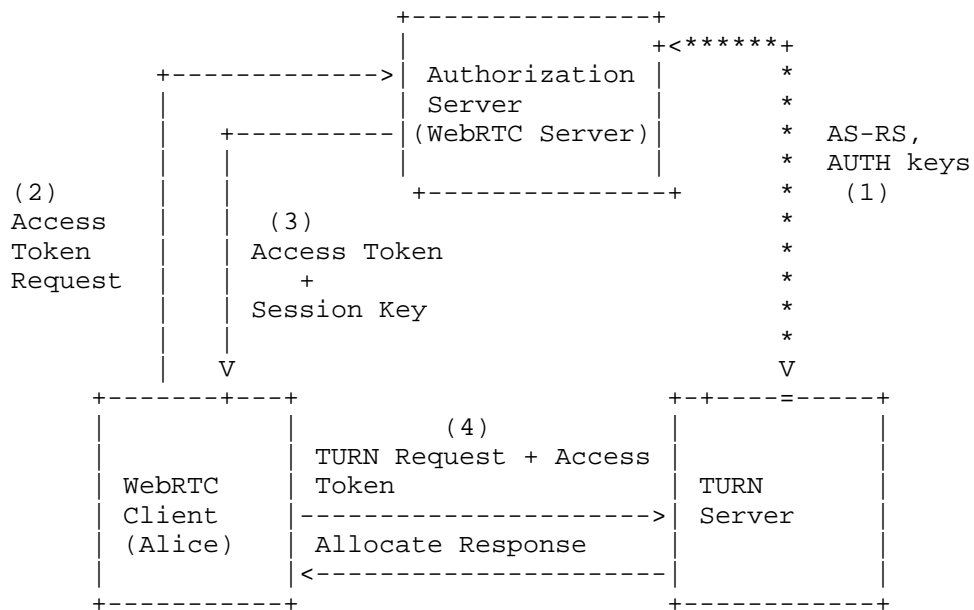 Authorization
Server
(WebRTC Server)
AS-RS,
AUTH keys
(1)
(2)
Access
Token
Request
(3)
Access Token
+
Session Key
V
V
(4)
TURN Request + Access
Token
WebRTC
Client
(Alice)
TURN
Server
Allocate Response